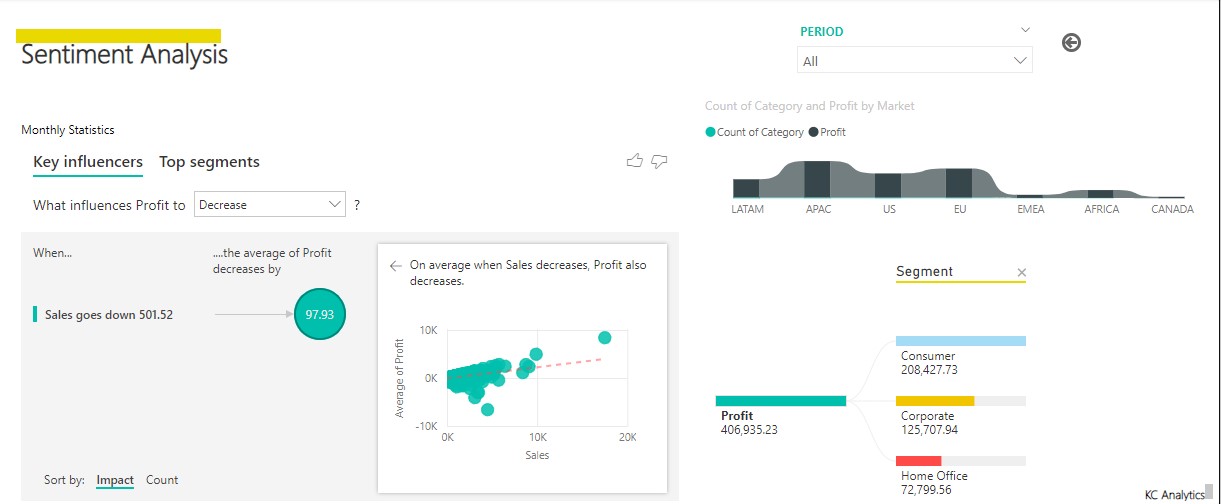 Sentiment Analysis
PERIOD
All
Monthly Statistics
Key influencers Top segments
What influences Profit to Decrease ?
When...
....the average of Profit
decreases by
Sales goes down 501.52
97.93
On average when Sales decreases, Profit also
decreases.
Average of Profit
10K
0K
-10K
0K 10K 20K
Sales
Sort by: Impact Count
Count of Category and Profit by Market
Count of Category Profit
LATAM APAC US EU EMEA AFRICA CANADA
Segment
Profit
406,935.23
Consumer
208,427.73
Corporate
125,707.94
Home Office
72,799.56
KC Analytics